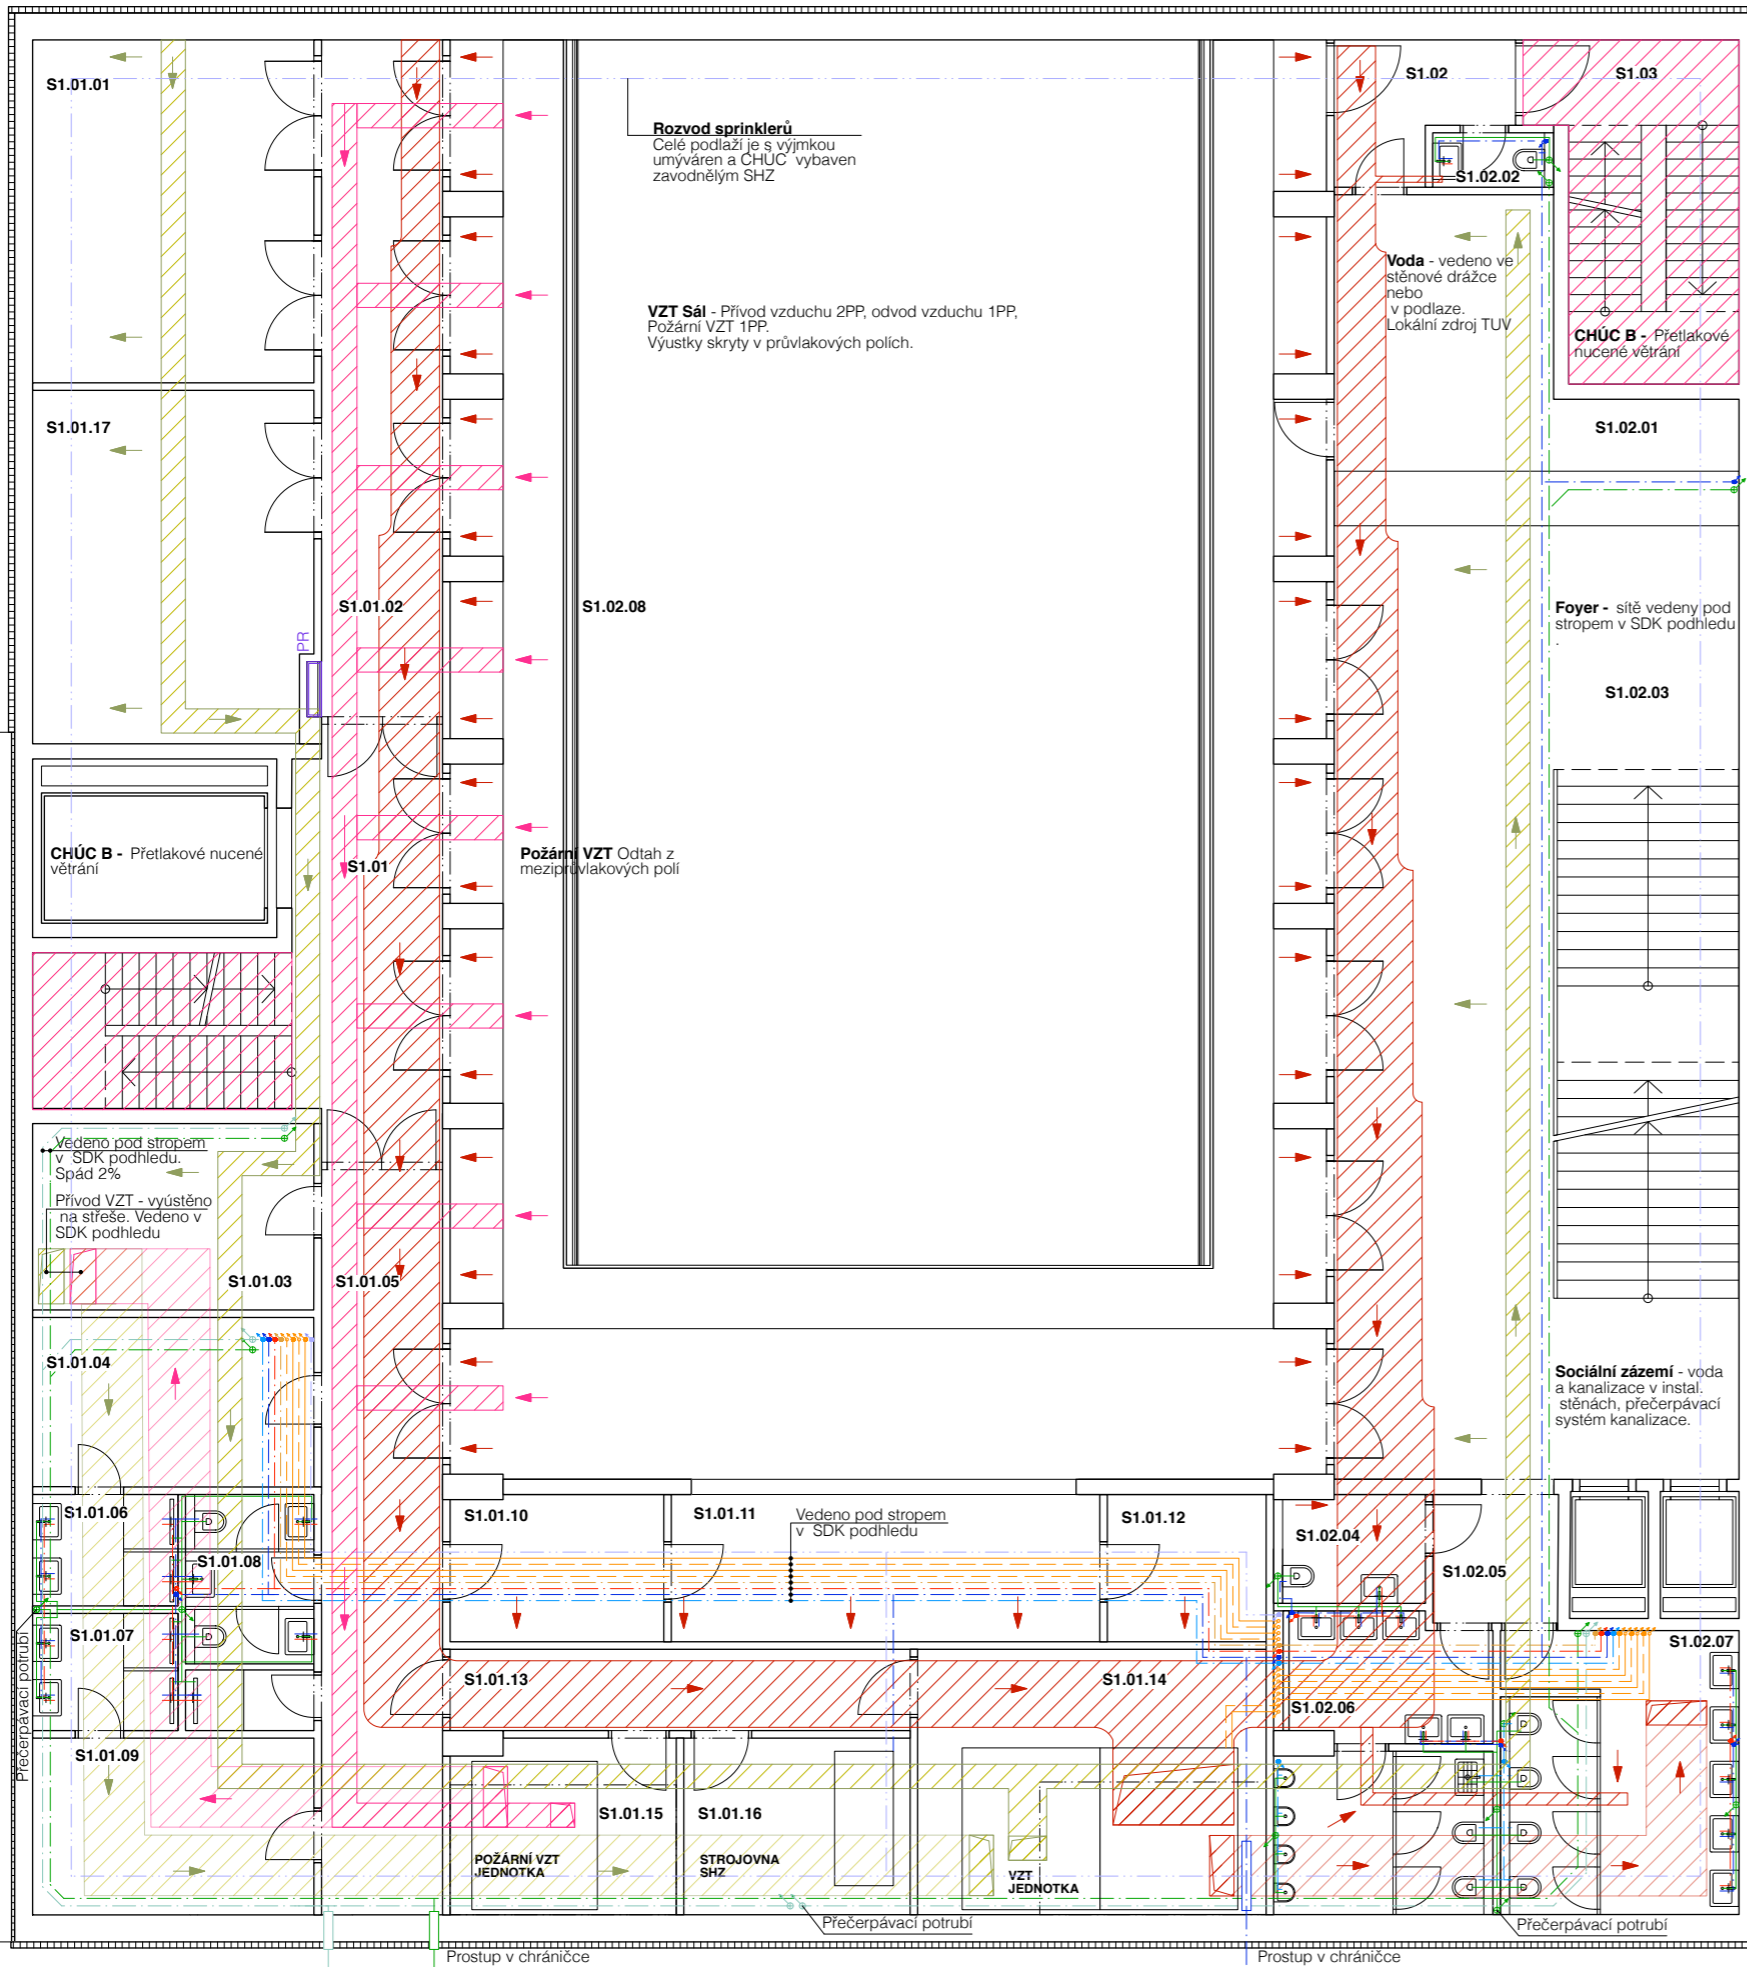 S1.01.01
S1.02
S1.03
Rozvod sprinklerů
Celé podlaží je s výjmkou
umýváren a CHÚC vybaven
zavodnělým SHZ
S1.02.02
Voda - vedeno ve
stěnové drážce
nebo
v podlaze.
Lokální zdroj TUV
VZT Sál - Přívod vzduchu 2PP, odvod vzduchu 1PP,
Požární VZT 1PP.
Výustky skryty v průvlakových polích.
CHÚC B - Přetlakové
nucené větrání
S1.01.17
S1.02.01
S1.01.02
S1.02.08
Foyer - sítě vedeny pod
stropem v SDK podhledu
.
PR
S1.02.03
CHÚC B - Přetlakové nucené
větrání
S1.01
Požární VZT Odtah z
meziprůvlakových polí
Vedeno pod stropem
v SDK podhledu.
Spád 2%
Přívod VZT - vyústěno
na střeše. Vedeno v
SDK podhledu
S1.01.03
S1.01.05
S1.01.04
Sociální zázemí - voda
a kanalizace v instal.
stěnách, přečerpávací
systém kanalizace.
S1.01.06
S1.01.10
S1.01.11
Vedeno pod stropem
v SDK podhledu
S1.01.12
S1.02.04
S1.01.08
S1.02.05
S1.01.07
S1.02.07
Přečerpávací potrubí
S1.01.13
S1.01.14
S1.02.06
S1.01.09
S1.01.15
S1.01.16
POŽÁRNÍ VZT
JEDNOTKA
STROJOVNA
SHZ
VZT
JEDNOTKA
Přečerpávací potrubí
Přečerpávací potrubí
Prostup v chráničce
Prostup v chráničce